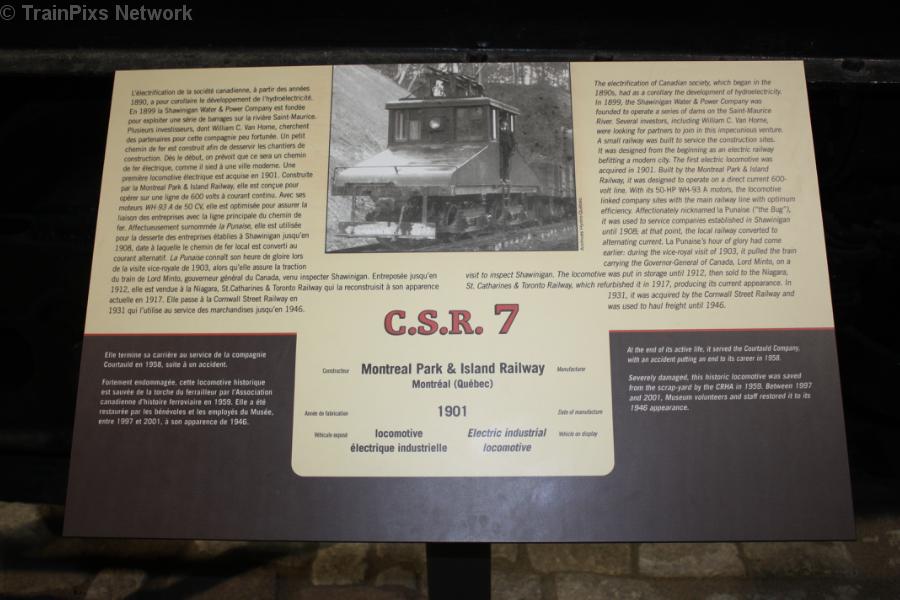 © TrainPixs Network
L'électrification de la société canadienne, à partir des années
1890, a pour corollaire le développement de l'hydroélectricité.
En 1899 la Shawinigan Water & Power Company est fondée
pour exploiter une série de barrages sur la rivière Saint-Maurice.
Plusieurs investisseurs, dont William C. Van Horne, cherchent
des partenaires pour cette compagnie peu fortunée. Un petit
chemin de fer est construit afin de desservir les chantiers de
construction. Dès le début, on prévoit que ce sera un chemin
de fer électrique, comme il sied à une ville moderne. Une
première locomotive électrique est acquise en 1901. Construite
par la Montreal Park & Island Railway, elle est conçue pour
opérer sur une ligne de 600 volts à courant continu. Avec ses
moteurs WH-93 A de 50 CV, elle est optimisée pour assurer la
liaison des entreprises avec la ligne principale du chemin de
fer. Affectueusement surnommée la Punaise, elle est utilisée
pour la desserte des entreprises établies à Shawinigan jusqu'en
1908, date à laquelle le chemin de fer local est converti au
courant alternatif. La Punaise connaît son heure de gloire lors
de la visite vice-royale de 1903, alors qu'elle assure la traction
du train de Lord Minto, gouverneur général du Canada, venu inspecter Shawinigan. Entreposée jusqu'en
1912, elle est vendue à la Niagara, St.Catharines & Toronto Railway qui la reconstruisit à son apparence
actuelle en 1917. Elle passe à la Cornwall Street Railway en
1931 qui l'utilise au service des marchandises jusqu'en 1946.
Archives Hydro-Québec
The electrification of Canadian society, which began in the
1890s, had as a corollary the development of hydroelectricity.
In 1899, the Shawinigan Water & Power Company was
founded to operate a series of dams on the Saint-Maurice
River. Several investors, including William C. Van Horne,
were looking for partners to join in this impecunious venture.
A small railway was built to service the construction sites.
It was designed from the beginning as an electric railway
befitting a modern city. The first electric locomotive was
acquired in 1901. Built by the Montreal Park & Island
Railway, it was designed to operate on a direct current 600-
volt line. With its 50-HP WH-93 A motors, the locomotive
linked company sites with the main railway line with optimum
efficiency. Affectionately nicknamed la Punaise ("the Bug"),
it was used to service companies established in Shawinigan
until 1908; at that point, the local railway converted to
alternating current. La Punaise's hour of glory had come
earlier: during the vice-royal visit of 1903, it pulled the train
carrying the Governor-General of Canada, Lord Minto, on a
visit to inspect Shawinigan. The locomotive was put in storage until 1912, then sold to the Niagara,
St. Catharines & Toronto Railway, which refurbished it in 1917, producing its current appearance. In
1931, it was acquired by the Cornwall Street Railway and
was used to haul freight until 1946.
C.S.R. 7
Elle termine sa carrière au service de la compagnie
Courtauld en 1958, suite à un accident.
Fortement endommagée, cette locomotive historique
est sauvée de la torche du ferrailleur par l'Association
canadienne d'histoire ferroviaire en 1959. Elle a été
restaurée par les bénévoles et les employés du Musée,
entre 1997 et 2001, à son apparence de 1946.
Constructeur Montreal Park & Island Railway Manufacturer
Montréal (Québec)
Année de fabrication 1901 Date of manufacture
Véhicule exposé locomotive Electric industrial Vehicle on display
électrique industrielle locomotive
At the end of its active life, it served the Courtauld Company,
with an accident putting an end to its career in 1958.
Severely damaged, this historic locomotive was saved
from the scrap-yard by the CRHA in 1959. Between 1997
and 2001, Museum volunteers and staff restored it to its
1946 appearance.